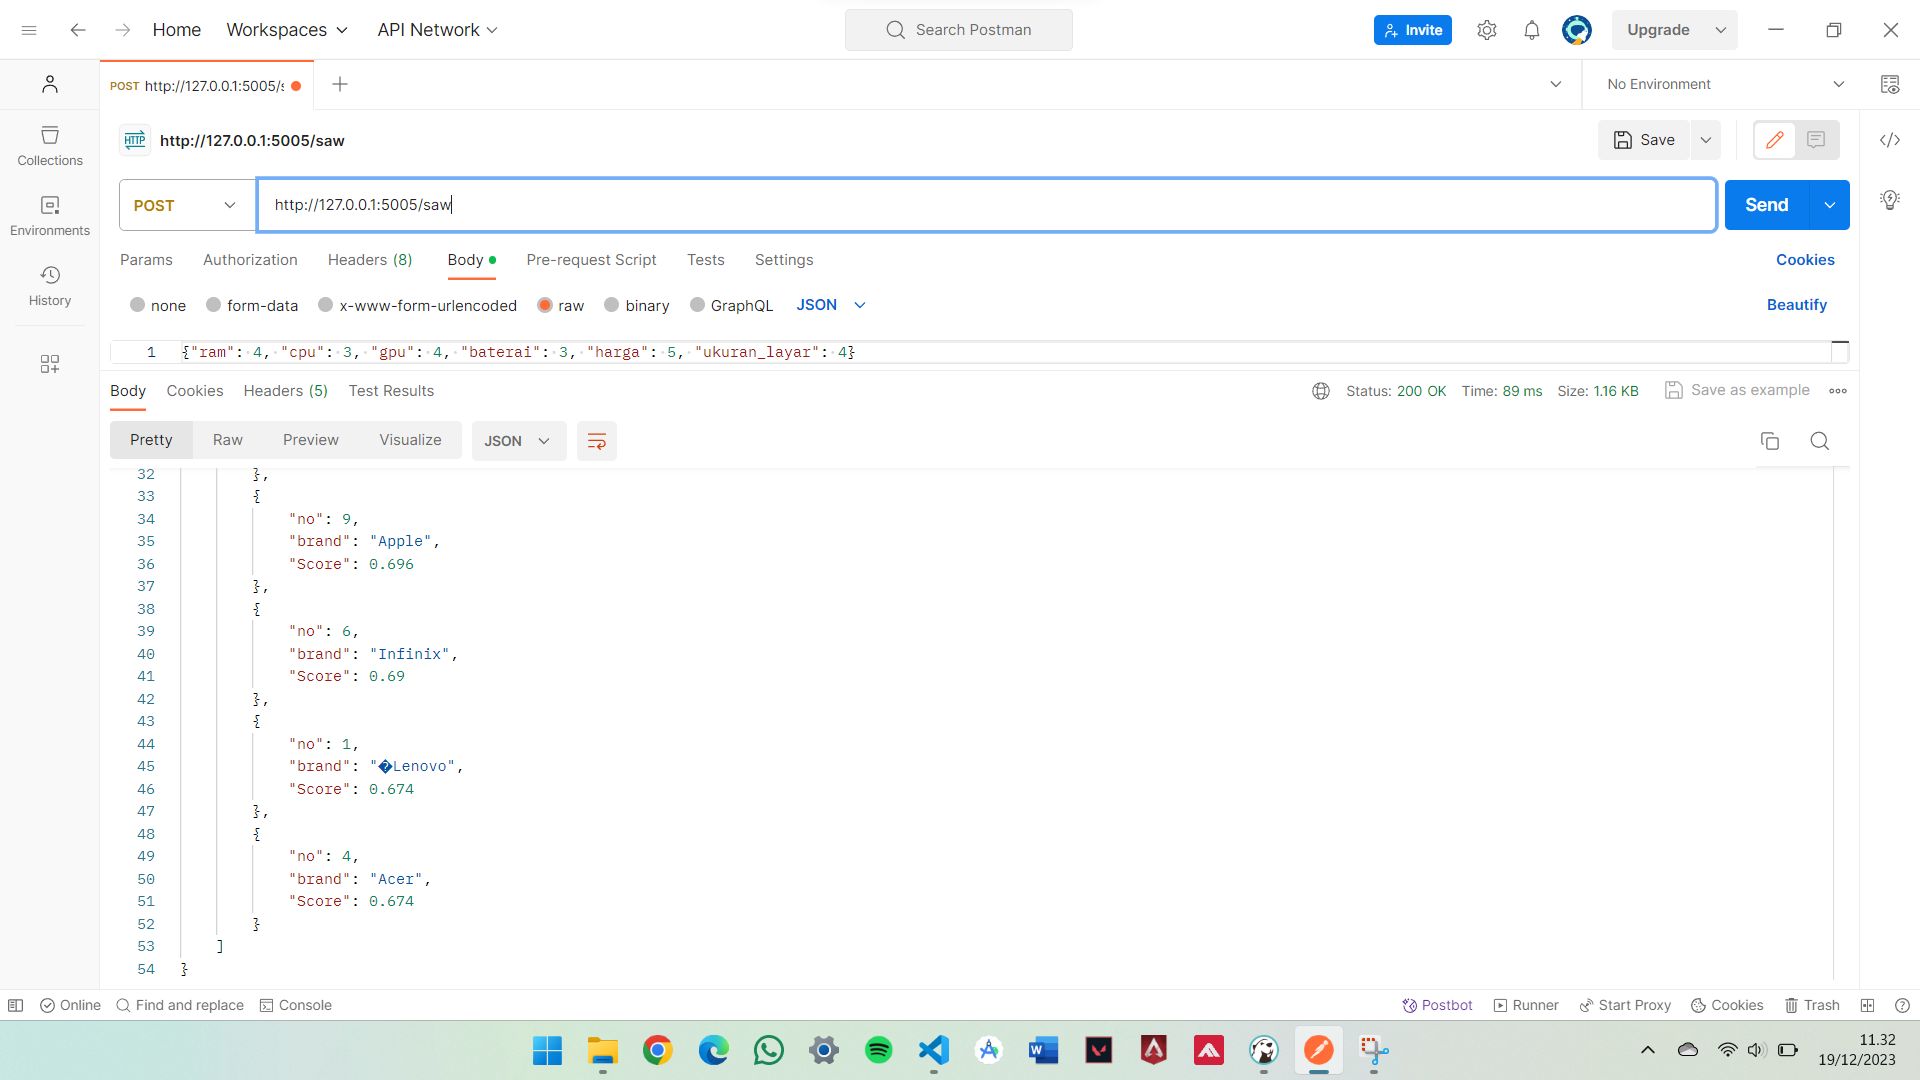 Home Workspaces API Network Search Postman Invite Upgrade
POST http://127.0.0.1:5005/s No Environment
HTTP http://127.0.0.1:5005/saw Save
Collections
POST http://127.0.0.1:5005/saw Send
Environments
Params Authorization Headers (8) Body Pre-request Script Tests Settings Cookies
History
none form-data x-www-form-urlencoded raw binary GraphQL JSON Beautify
1 {"ram": 4, "cpu": 3, "gpu": 4, "baterai": 3, "harga": 5, "ukuran_layar": 4}
Body Cookies Headers (5) Test Results Status: 200 OK Time: 89 ms Size: 1.16 KB Save as example
Pretty Raw Preview Visualize JSON
32 },
33 {
34 "no": 9,
35 "brand": "Apple",
36 "Score": 0.696
37 },
38 {
39 "no": 6,
40 "brand": "Infinix",
41 "Score": 0.69
42 },
43 {
44 "no": 1,
45 "brand": "�Lenovo",
46 "Score": 0.674
47 },
48 {
49 "no": 4,
50 "brand": "Acer",
51 "Score": 0.674
52 }
53 ]
54 }
Online Find and replace Console Postbot Runner Start Proxy Cookies Trash
11.32
19/12/2023